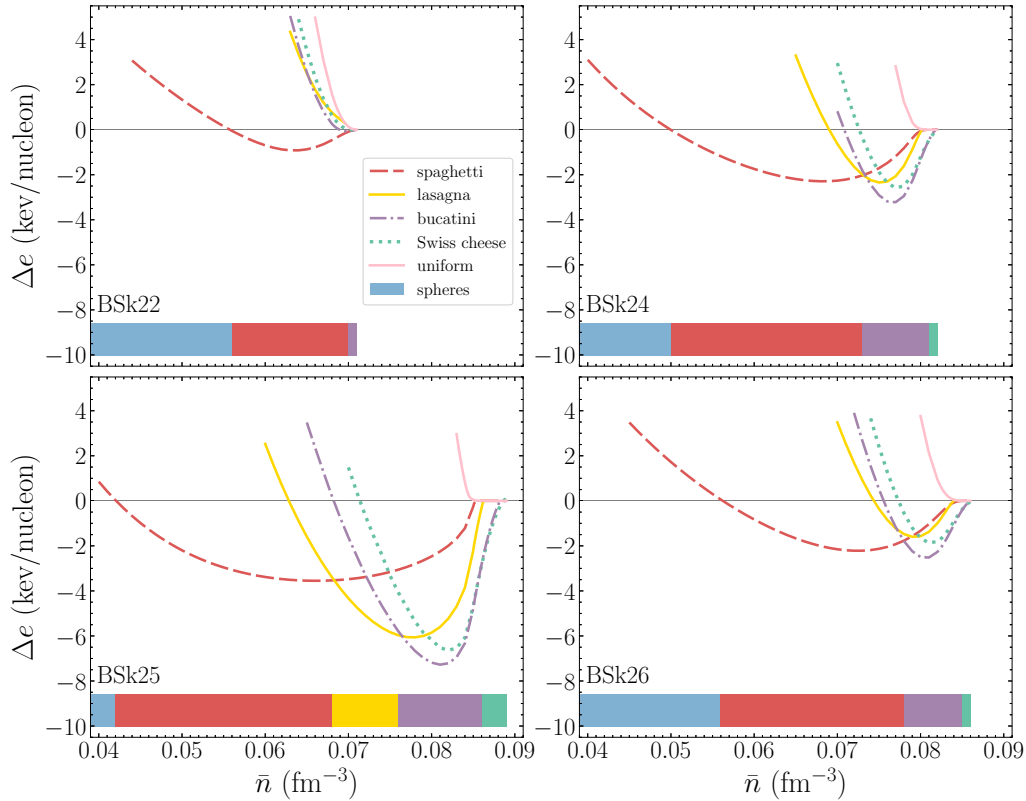 4
2
0
−2
−4
−6
−8
−10
Δe (kev/nucleon)
spaghetti
lasagna
bucatini
Swiss cheese
uniform
spheres
BSk22
4
2
0
−2
−4
−6
−8
−10
Δe (kev/nucleon)
BSk24
4
2
0
−2
−4
−6
−8
−10
Δe (kev/nucleon)
BSk25
0.04 0.05 0.06 0.07 0.08 0.09
n̄ (fm⁻³)
4
2
0
−2
−4
−6
−8
−10
BSk26
0.04 0.05 0.06 0.07 0.08 0.09
n̄ (fm⁻³)